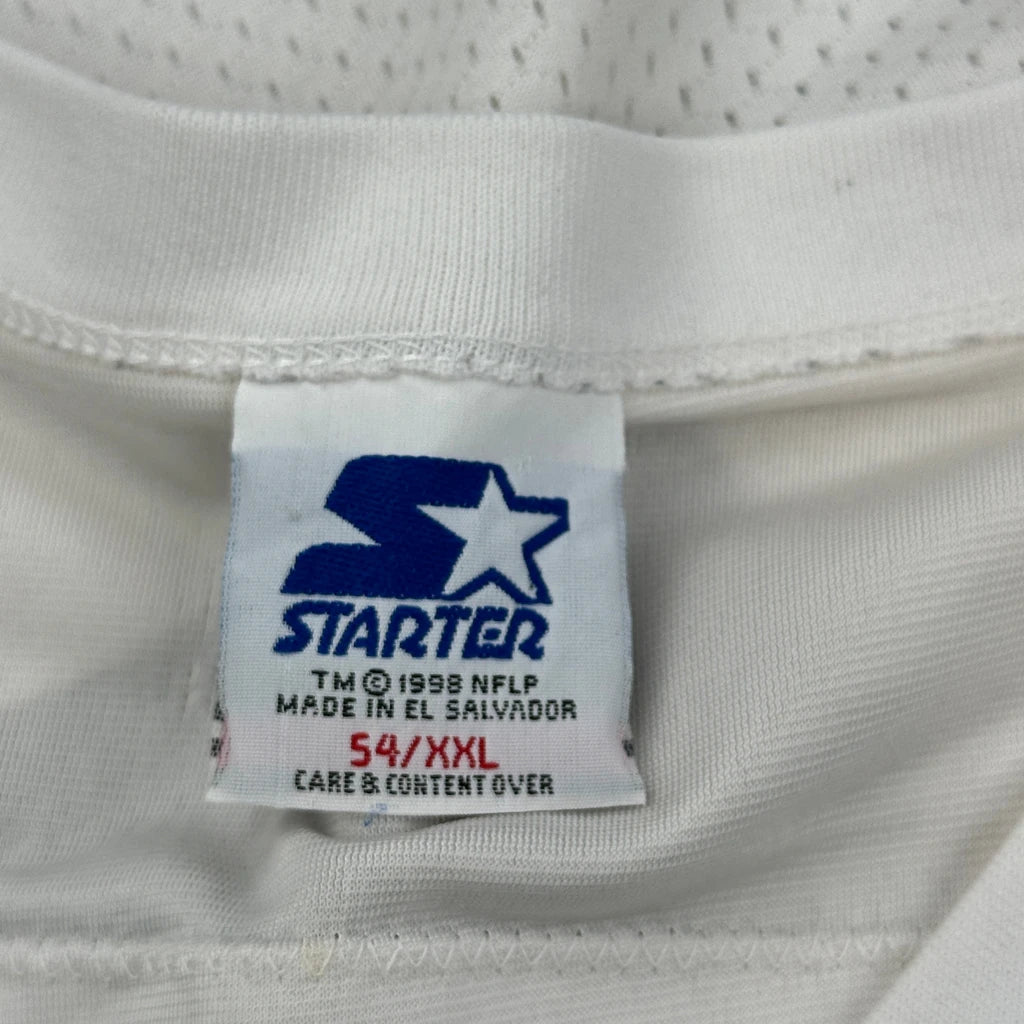 STARTER
TM © 1998 NFLP
MADE IN EL SALVADOR
54/XXL
CARE & CONTENT OVER